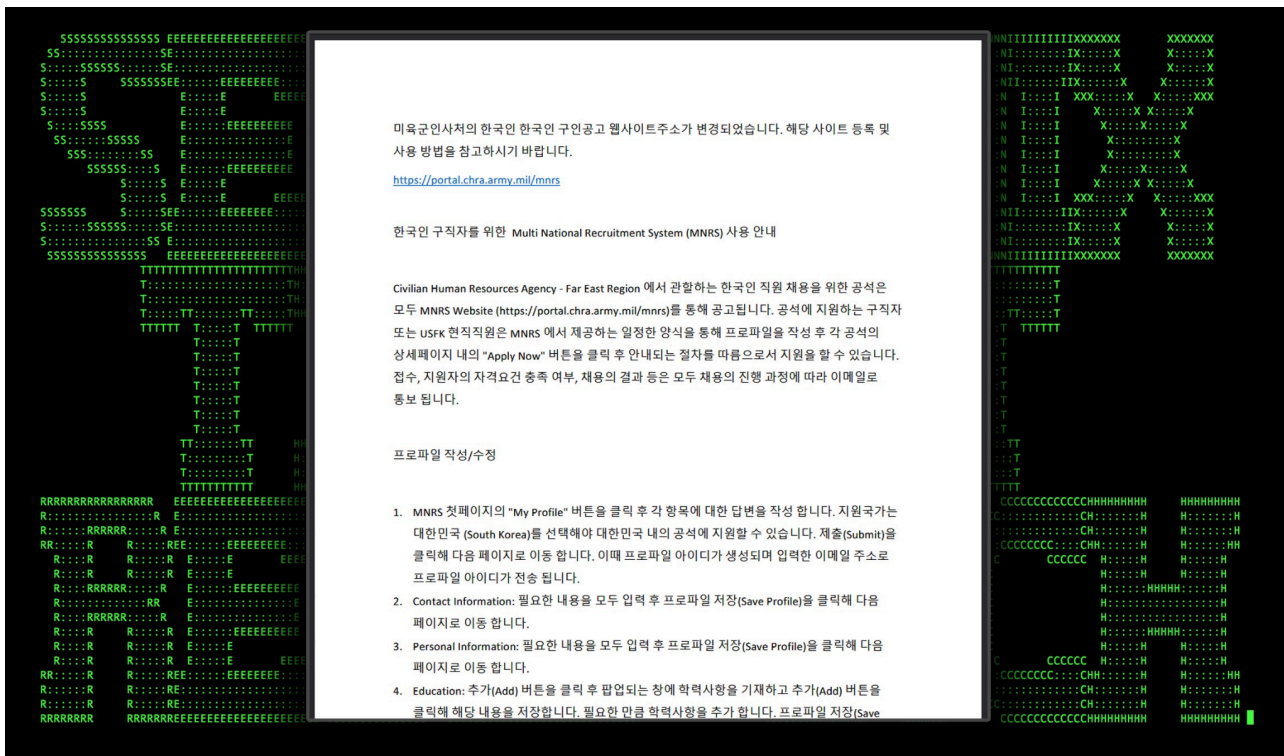 미육군인사처의 한국인 한국인 구인공고 웹사이트주소가 변경되었습니다. 해당 사이트 등록 및
사용 방법을 참고하시기 바랍니다.
https://portal.chra.army.mil/mnrs
한국인 구직자를 위한 Multi National Recruitment System (MNRS) 사용 안내
Civilian Human Resources Agency - Far East Region 에서 관할하는 한국인 직원 채용을 위한 공석은
모두 MNRS Website (https://portal.chra.army.mil/mnrs)를 통해 공고됩니다. 공석에 지원하는 구직자
또는 USFK 현직직원은 MNRS 에서 제공하는 일정한 양식을 통해 프로파일을 작성 후 각 공석의
상세페이지 내의 "Apply Now" 버튼을 클릭 후 안내되는 절차를 따름으로서 지원을 할 수 있습니다.
접수, 지원자의 자격요건 충족 여부, 채용의 결과 등은 모두 채용의 진행 과정에 따라 이메일로
통보 됩니다.
프로파일 작성/수정
1. MNRS 첫페이지의 "My Profile" 버튼을 클릭 후 각 항목에 대한 답변을 작성 합니다. 지원국가는
대한민국 (South Korea)를 선택해야 대한민국 내의 공석에 지원할 수 있습니다. 제출(Submit)을
클릭해 다음 페이지로 이동 합니다. 이때 프로파일 아이디가 생성되며 입력한 이메일 주소로
프로파일 아이디가 전송 됩니다.
2. Contact Information: 필요한 내용을 모두 입력 후 프로파일 저장(Save Profile)을 클릭해 다음
페이지로 이동 합니다.
3. Personal Information: 필요한 내용을 모두 입력 후 프로파일 저장(Save Profile)을 클릭해 다음
페이지로 이동 합니다.
4. Education: 추가(Add) 버튼을 클릭 후 팝업되는 창에 학력사항을 기재하고 추가(Add) 버튼을
클릭해 해당 내용을 저장합니다. 필요한 만큼 학력사항을 추가 합니다. 프로파일 저장(Save